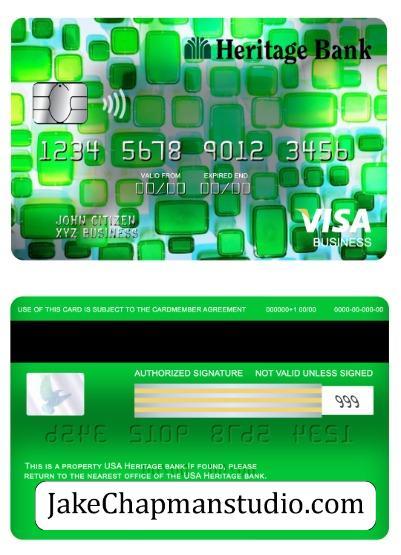 Heritage Bank
1234 5678 9012 3456
VALID FROM EXPIRED END
00/00 00/00
JOHN CITIZEN
XYZ BUSINESS
VISA
BUSINESS
USE OF THIS CARD IS SUBJECT TO THE CARDMEMBER AGREEMENT 000000+1 00/00 0000-00-000-00
AUTHORIZED SIGNATURE NOT VALID UNLESS SIGNED
999
THIS IS A PROPERTY USA HERITAGE BANK.IF FOUND, PLEASE
RETURN TO THE NEAREST OFFICE OF THE USA HERITAGE BANK.
JakeChapmanstudio.com